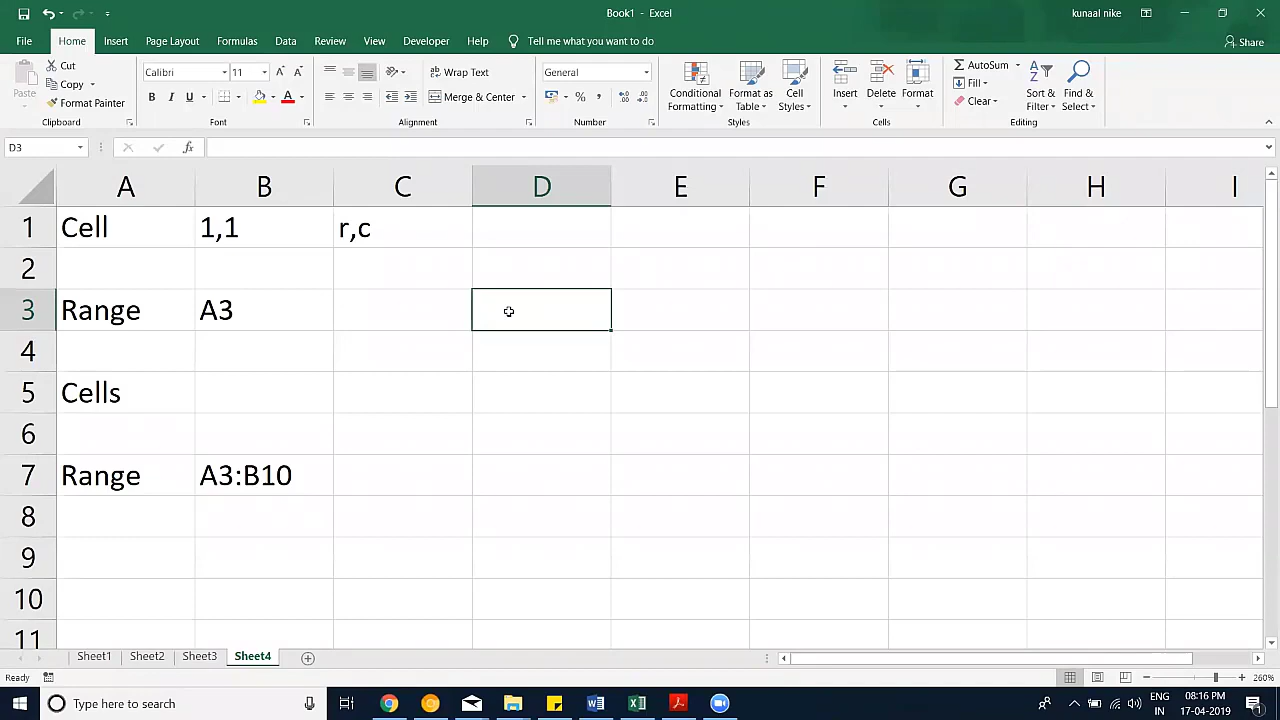 Book1 - Excel
kunaal nike
File Home Insert Page Layout Formulas Data Review View Developer Help Tell me what you want to do Share
Paste
Cut
Copy
Format Painter
Clipboard
Calibri 11
B I U A
Font
Wrap Text
Merge & Center
Alignment
General
%
Number
Conditional Formatting
Format as Table
Cell Styles
Styles
Insert
Delete
Format
Cells
AutoSum
Fill
Clear
Sort & Filter
Find & Select
Editing
D3 fx
A B C D E F G H I
1 Cell 1,1 r,c
2
3 Range A3
4
5 Cells
6
7 Range A3:B10
8
9
10
11
Sheet1 Sheet2 Sheet3 Sheet4
Ready 260%
Type here to search
ENG
IN
08:16 PM
17-04-2019